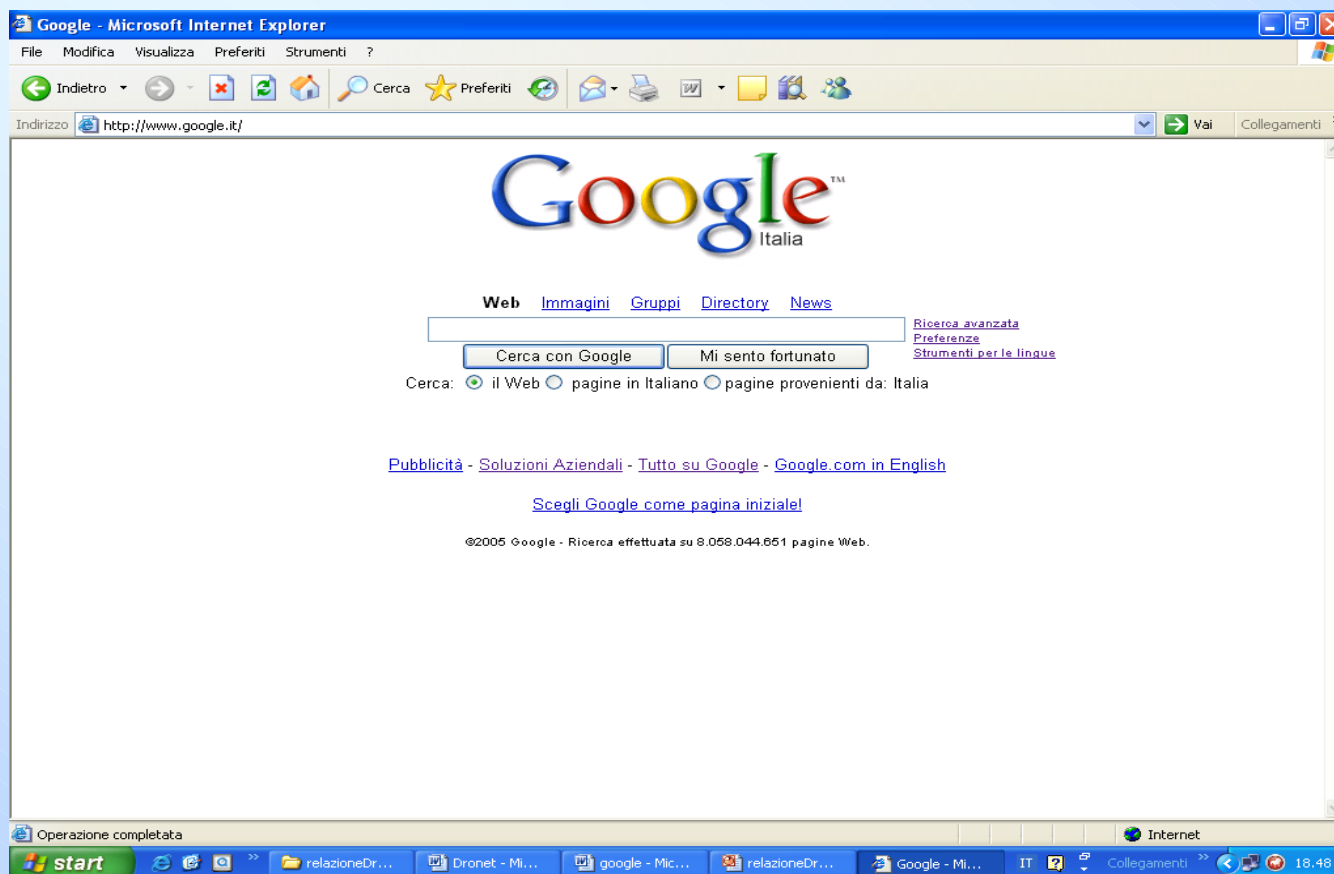 Google - Microsoft Internet Explorer
File Modifica Visualizza Preferiti Strumenti ?
Indietro Cerca Preferiti
Indirizzo http://www.google.it/ Vai Collegamenti
Google™
Italia
Web Immagini Gruppi Directory News
Ricerca avanzata
Preferenze
Strumenti per le lingue
Cerca con Google Mi sento fortunato
Cerca: il Web pagine in Italiano pagine provenienti da: Italia
Pubblicità - Soluzioni Aziendali - Tutto su Google - Google.com in English
Scegli Google come pagina iniziale!
©2005 Google - Ricerca effettuata su 8.058.044.651 pagine Web.
Operazione completata Internet
start » relazioneDr... Dronet - Mi... google - Mic... relazioneDr... Google - Mi... IT Collegamenti » 18.48